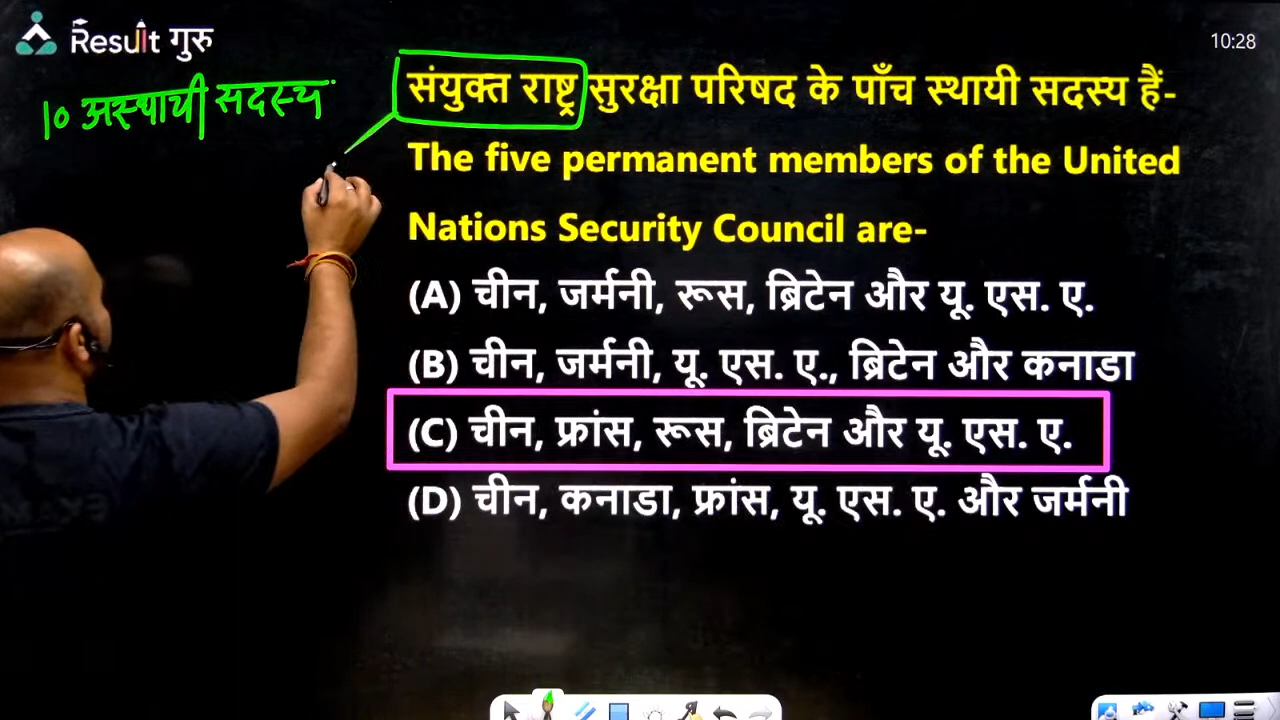 Result गुरु
10:28
10 अस्थायी सदस्य
संयुक्त राष्ट्र सुरक्षा परिषद के पाँच स्थायी सदस्य हैं-
The five permanent members of the United
Nations Security Council are-
(A) चीन, जर्मनी, रूस, ब्रिटेन और यू. एस. ए.
(B) चीन, जर्मनी, यू. एस. ए., ब्रिटेन और कनाडा
(C) चीन, फ्रांस, रूस, ब्रिटेन और यू. एस. ए.
(D) चीन, कनाडा, फ्रांस, यू. एस. ए. और जर्मनी